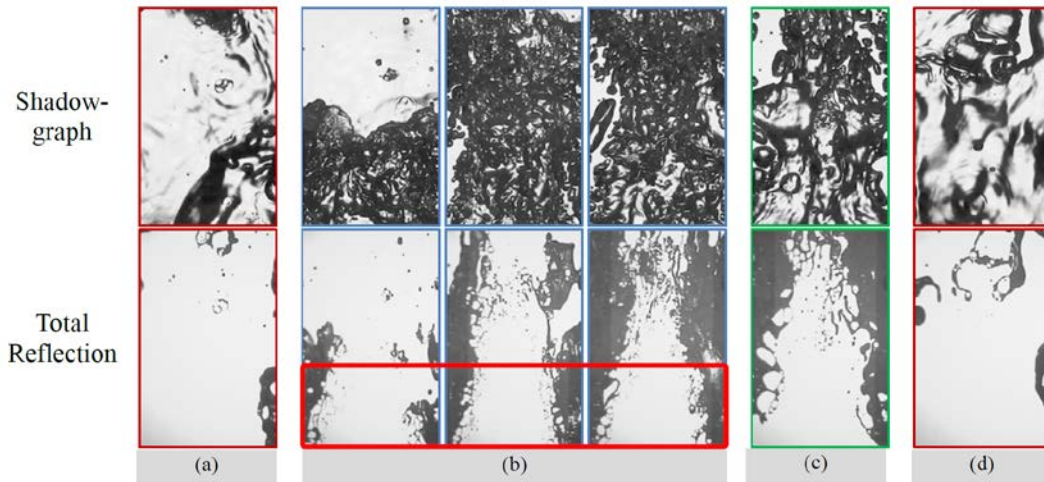 Shadow-
graph
Total
Reflection
(a)
(b)
(c)
(d)